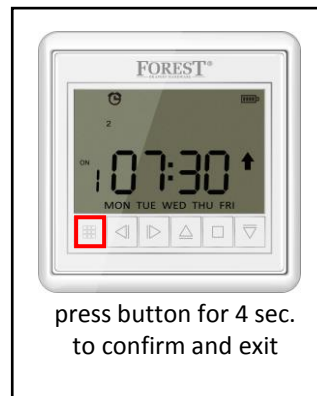 FOREST®
2
ON
1 07:30
MON TUE WED THU FRI
press button for 4 sec.
to confirm and exit